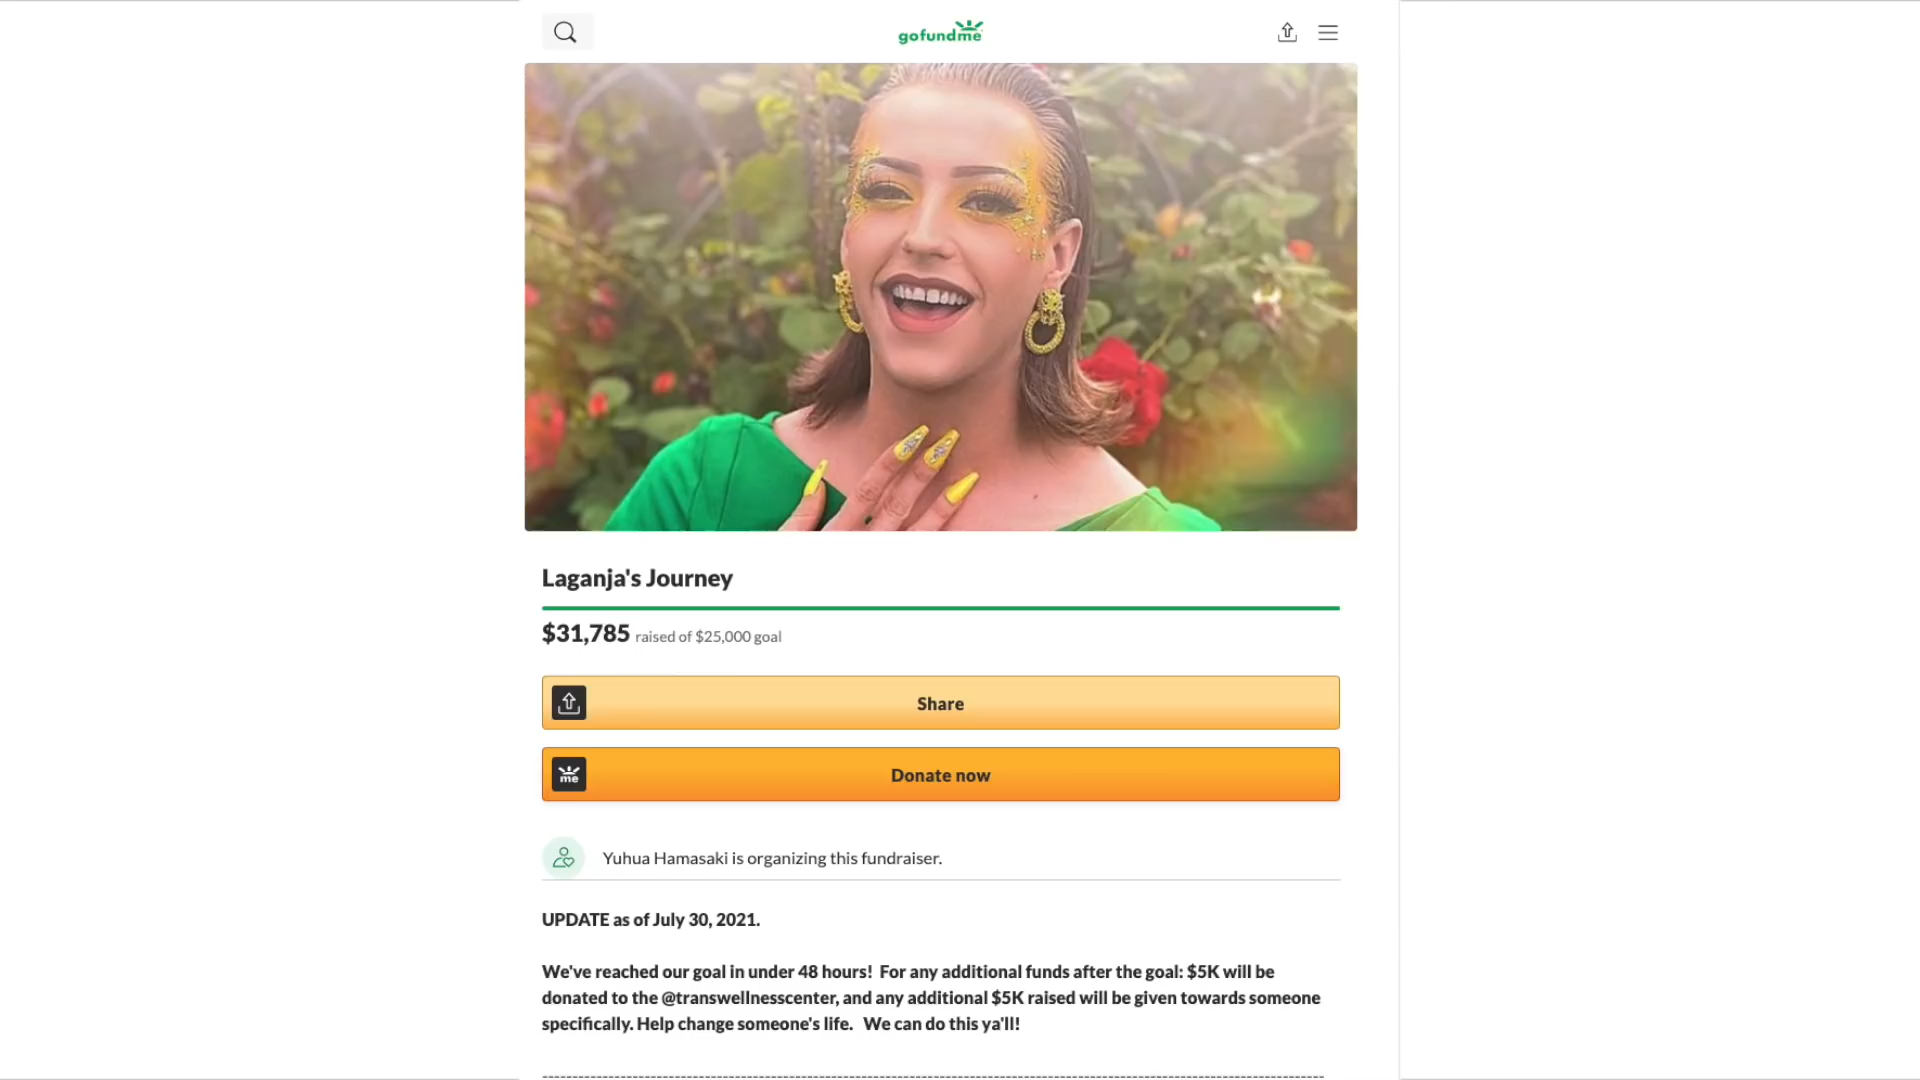 gofundme
Laganja's Journey
$31,785 raised of $25,000 goal
Share
me
Donate now
Yuhua Hamasaki is organizing this fundraiser.
UPDATE as of July 30, 2021.
We've reached our goal in under 48 hours!  For any additional funds after the goal: $5K will be
donated to the @transwellnesscenter, and any additional $5K raised will be given towards someone
specifically. Help change someone's life.   We can do this ya'll!